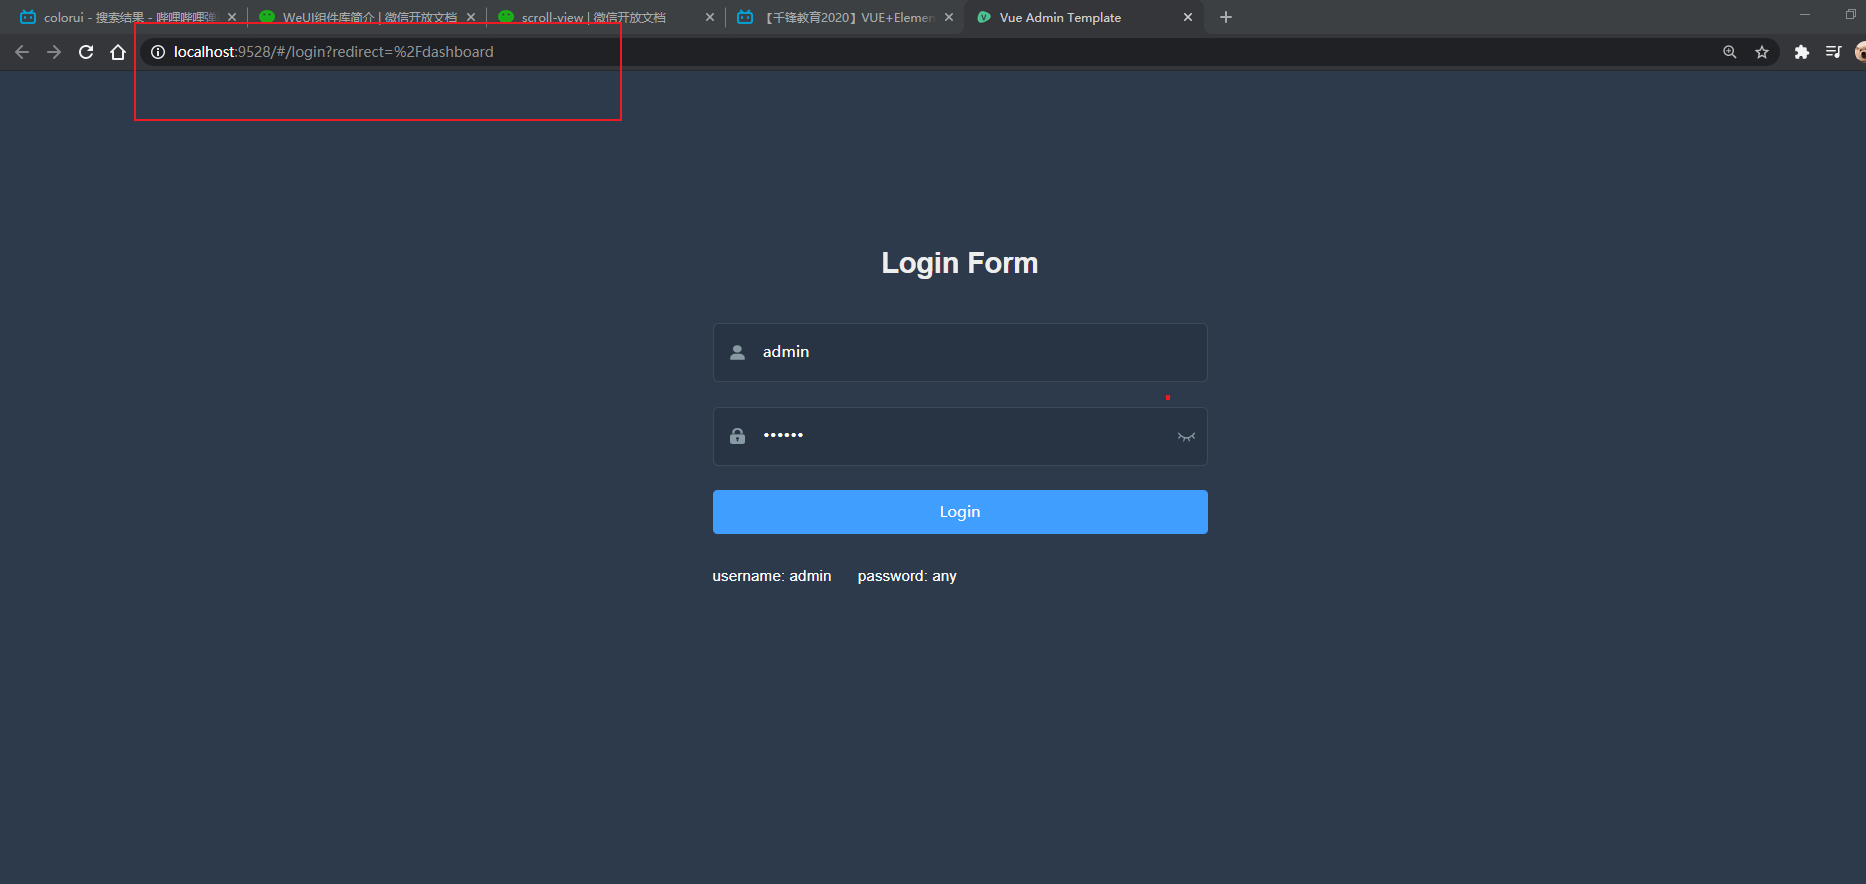 colorui - 搜索结果 - 哔哩哔哩弹
WeUI组件库简介 | 微信开放文档
scroll-view | 微信开放文档
【千锋教育2020】VUE+Elemen
Vue Admin Template
localhost:9528/#/login?redirect=%2Fdashboard
Login Form
admin
••••••
Login
username: admin password: any